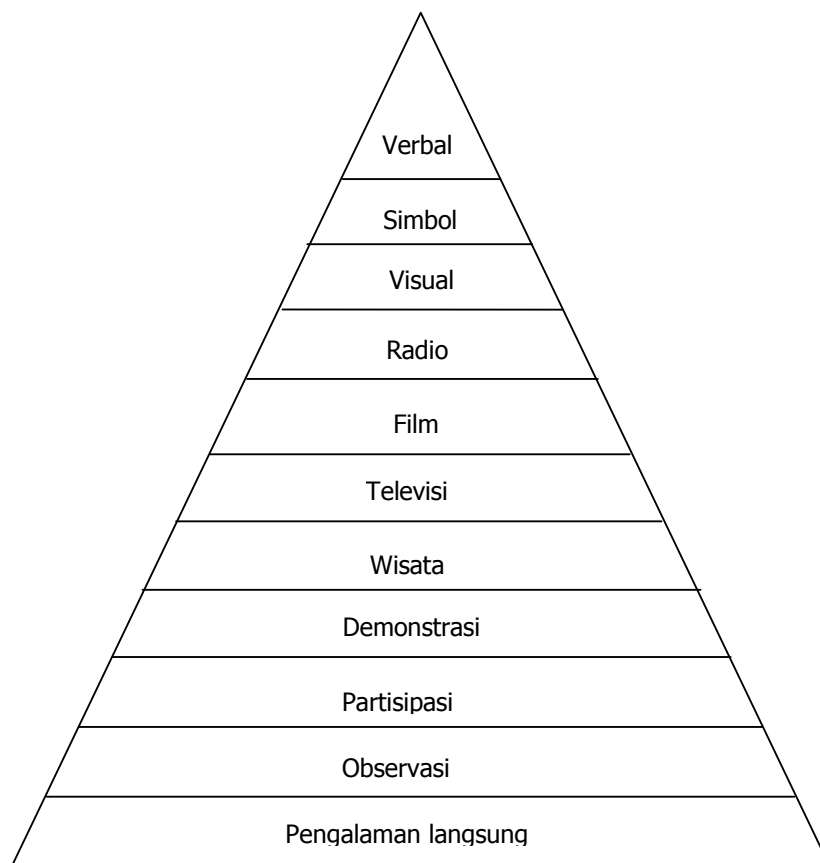 Verbal
Simbol
Visual
Radio
Film
Televisi
Wisata
Demonstrasi
Partisipasi
Observasi
Pengalaman langsung